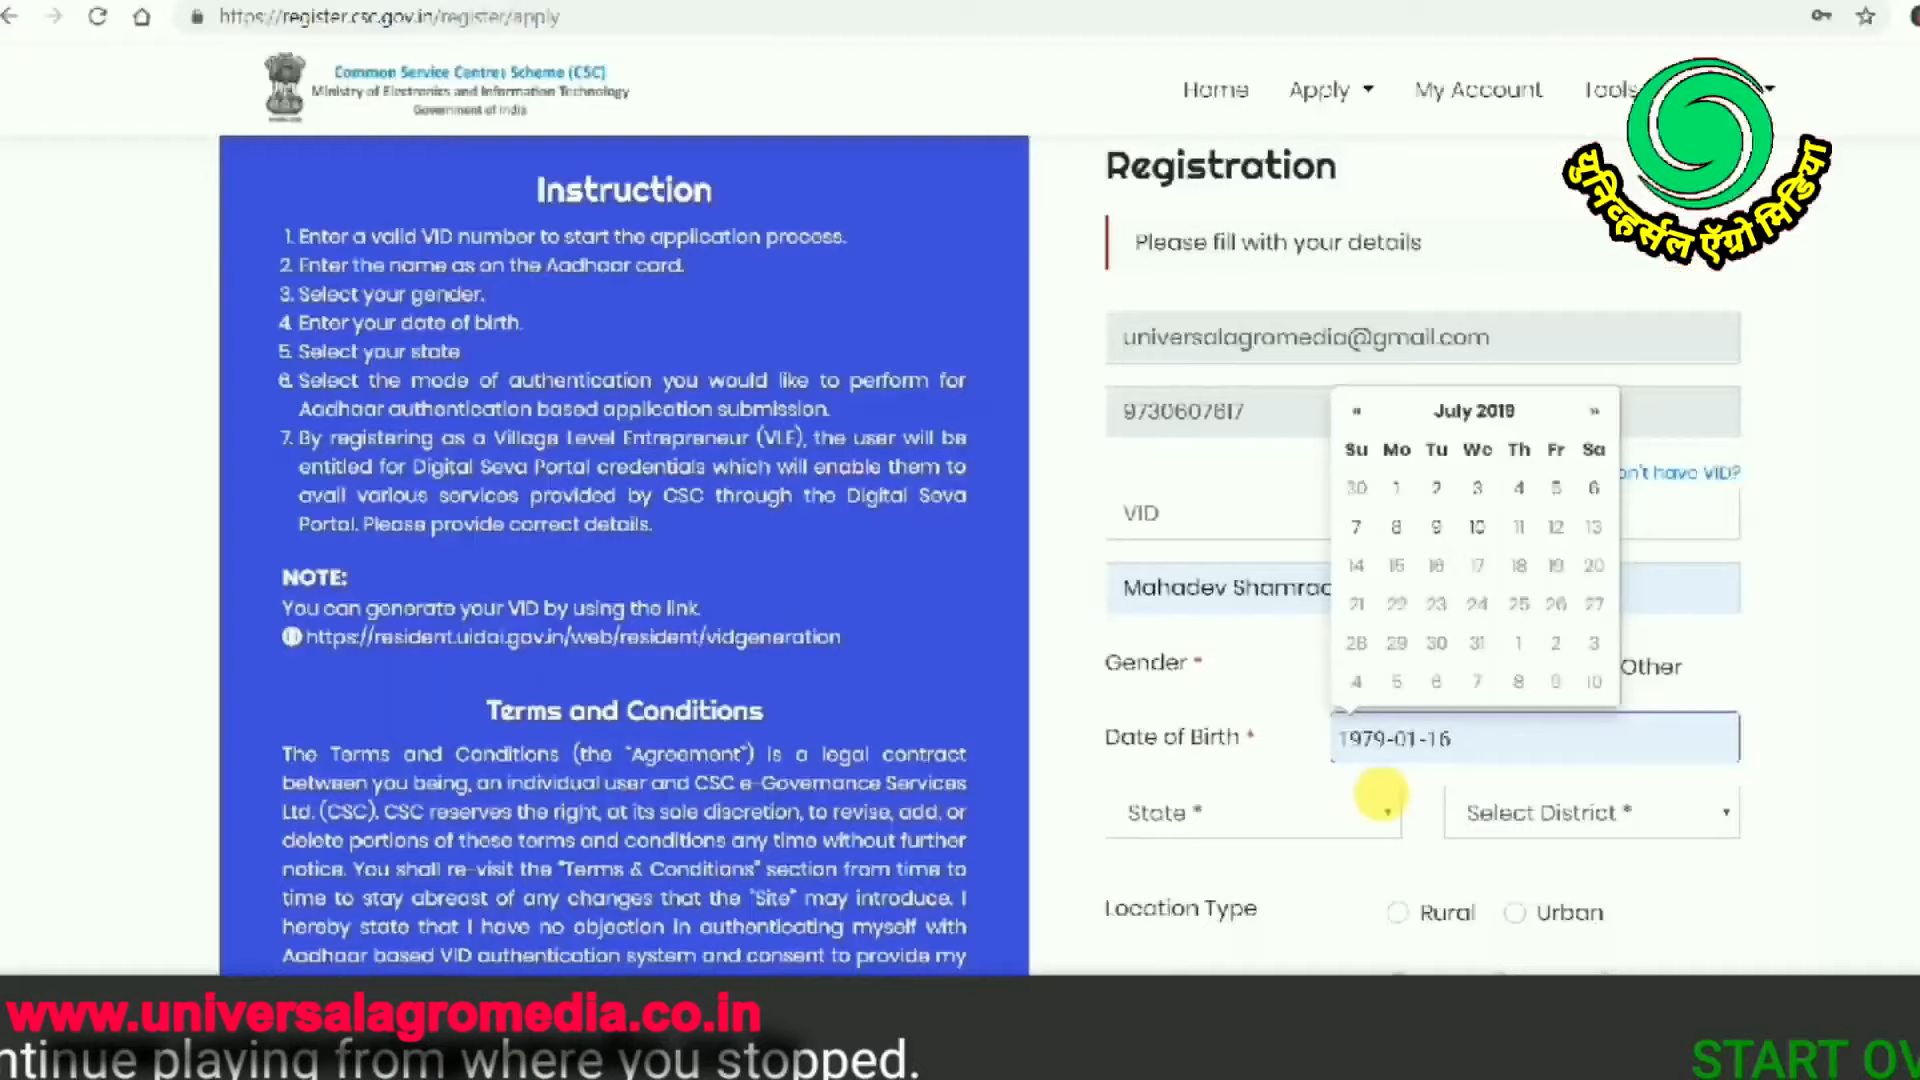 https://register.csc.gov.in/register/apply
Common Service Centres Scheme (CSC)
Ministry of Electronics and Information Technology
Government of India
Home
Apply
My Account
Tools
युनिव्हर्सल ऍग्रो मिडिया
Instruction
1. Enter a valid VID number to start the application process.
2. Enter the name as on the Aadhaar card.
3. Select your gender.
4. Enter your date of birth.
5. Select your state
6. Select the mode of authentication you would like to perform for
Aadhaar authentication based application submission.
7. By registering as a Village Level Entrepreneur (VLE), the user will be
entitled for Digital Seva Portal credentials which will enable them to
avail various services provided by CSC through the Digital Seva
Portal. Please provide correct details.
NOTE:
You can generate your VID by using the link.
https://resident.uidai.gov.in/web/resident/vidgeneration
Terms and Conditions
The Terms and Conditions (the "Agreement") is a legal contract
between you being, an individual user and CSC e-Governance Services
Ltd. (CSC). CSC reserves the right, at its sole discretion, to revise, add, or
delete portions of these terms and conditions any time without further
notice. You shall re-visit the "Terms & Conditions" section from time to
time to stay abreast of any changes that the "Site" may introduce. I
hereby state that I have no objection in authenticating myself with
Aadhaar based VID authentication system and consent to provide my
Registration
Please fill with your details
universalagromedia@gmail.com
9730607617
on't have VID?
VID
Mahadev Shamrao
« July 2019 »
Su Mo Tu We Th Fr Sa
30 1 2 3 4 5 6
7 8 9 10 11 12 13
14 15 16 17 18 19 20
21 22 23 24 25 26 27
28 29 30 31 1 2 3
4 5 6 7 8 9 10
Gender *
Other
Date of Birth *
1979-01-16
State *
Select District *
Location Type
Rural
Urban
www.universalagromedia.co.in
ntinue playing from where you stopped.
START OV